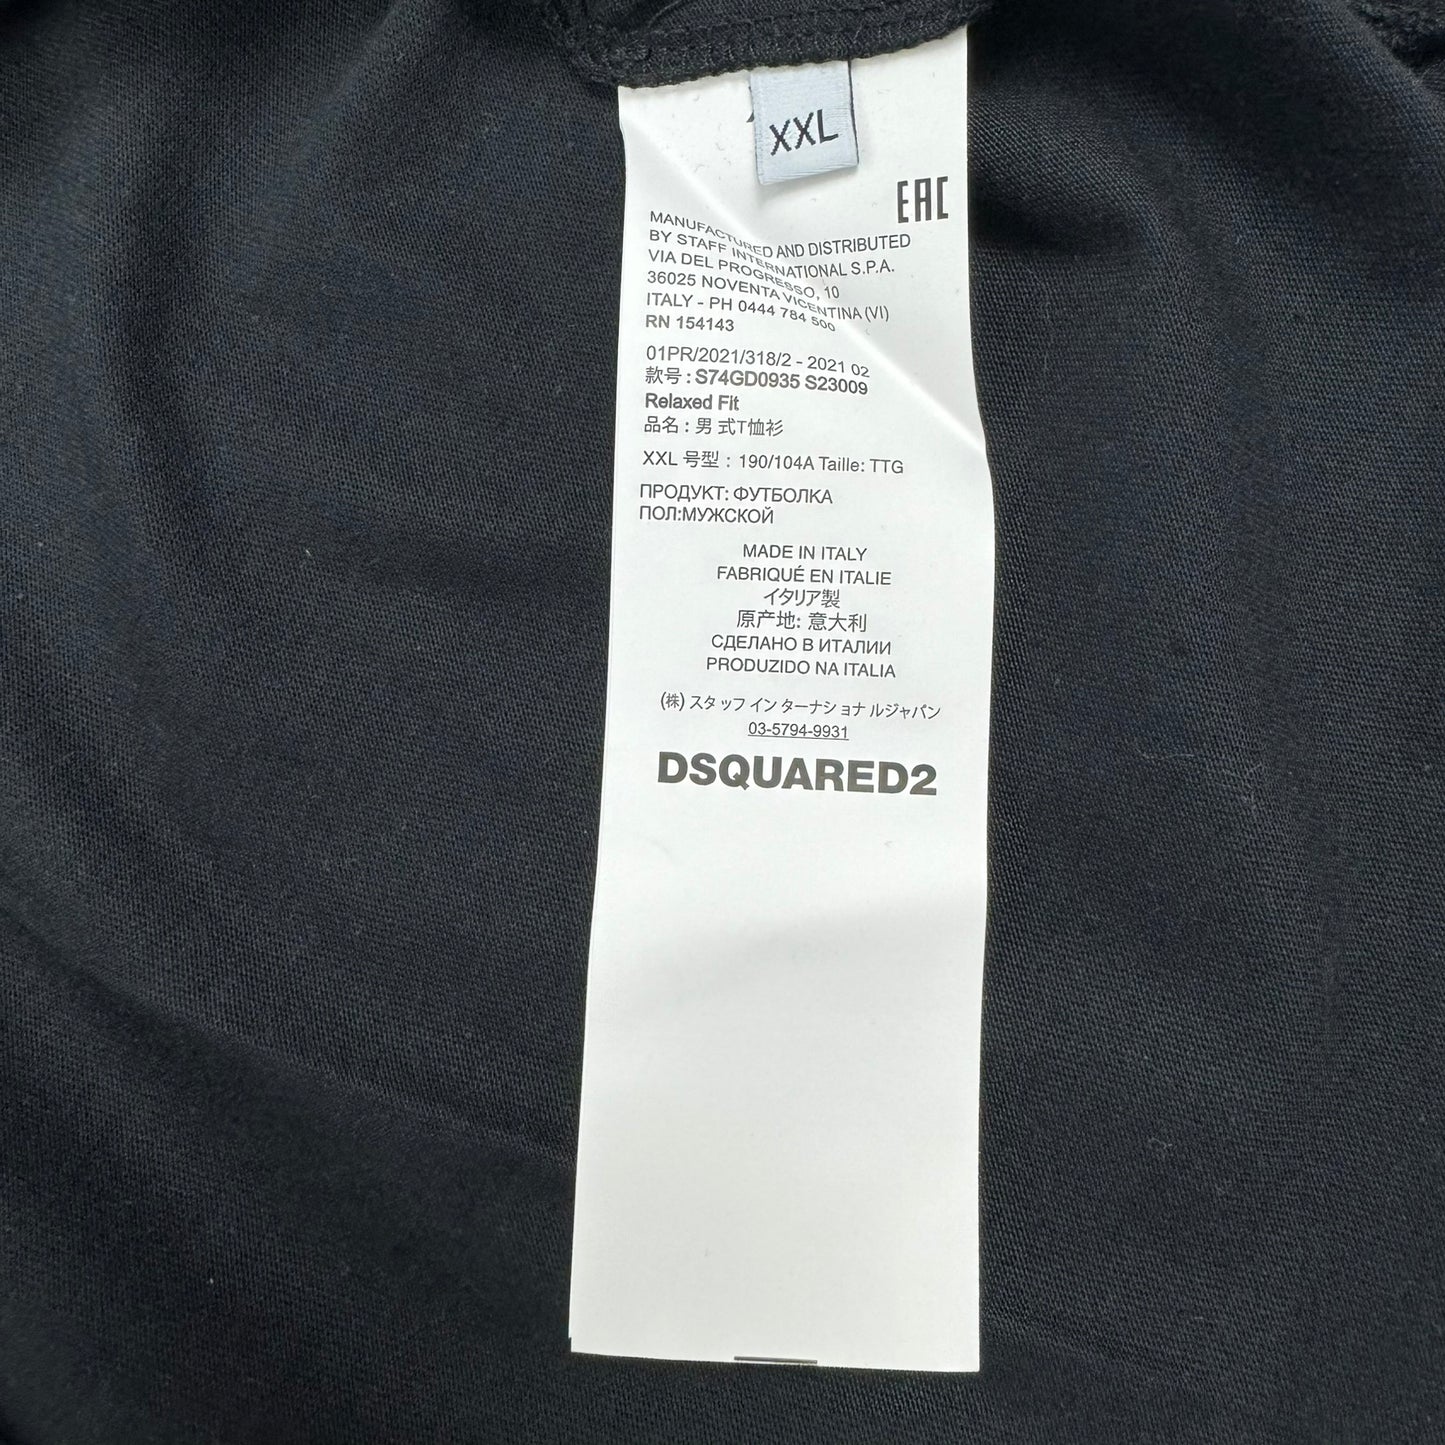 XXL
EAC
MANUFACTURED AND DISTRIBUTED
BY STAFF INTERNATIONAL S.P.A.
VIA DEL PROGRESSO, 10
36025 NOVENTA VICENTINA (VI)
ITALY - PH 0444 784 500
RN 154143
01PR/2021/318/2 - 2021 02
款号 : S74GD0935 S23009
Relaxed Fit
品名 : 男 式T恤衫
XXL 号型 : 190/104A Taille: TTG
ПРОДУКТ: ФУТБОЛКА
ПОЛ:МУЖСКОЙ
MADE IN ITALY
FABRIQUÉ EN ITALIE
イタリア製
原产地: 意大利
СДЕЛАНО В ИТАЛИИ
PRODUZIDO NA ITALIA
(株) スタッフ インターナショナルジャパン
03-5794-9931
DSQUARED2